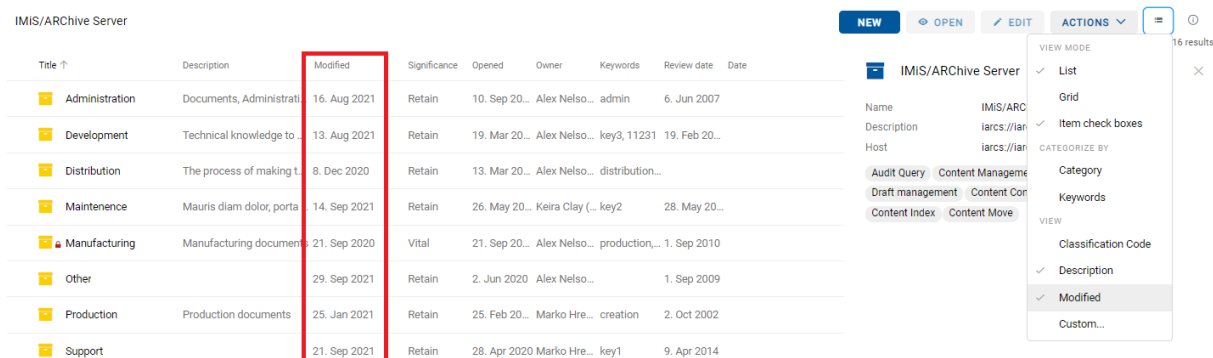 IMiS/ARChive Server
NEW OPEN EDIT ACTIONS
16 results
Title ↑ Description Modified Significance Opened Owner Keywords Review date Date
Administration Documents, Administrati... 16. Aug 2021 Retain 10. Sep 20... Alex Nelso... admin 6. Jun 2007
Development Technical knowledge to ... 13. Aug 2021 Retain 19. Mar 20... Alex Nelso... key3, 11231 19. Feb 20...
Distribution The process of making t... 8. Dec 2020 Retain 13. Mar 20... Alex Nelso... distribution...
Maintenence Mauris diam dolor, porta ... 14. Sep 2021 Retain 26. May 20... Keira Clay (... key2 28. May 20...
Manufacturing Manufacturing documents 21. Sep 2020 Vital 21. Sep 20... Alex Nelso... production,... 1. Sep 2010
Other 29. Sep 2021 Retain 2. Jun 2020 Alex Nelso... 1. Sep 2009
Production Production documents 25. Jan 2021 Retain 25. Feb 20... Marko Hre... creation 2. Oct 2002
Support 21. Sep 2021 Retain 28. Apr 2020 Marko Hre... key1 9. Apr 2014
IMiS/ARChive Server
Name IMiS/ARC
Description iarcs://iar
Host iarcs://iar
Audit Query Content Manageme
Draft management Content Con
Content Index Content Move
VIEW MODE
List
Grid
Item check boxes
CATEGORIZE BY
Category
Keywords
VIEW
Classification Code
Description
Modified
Custom...